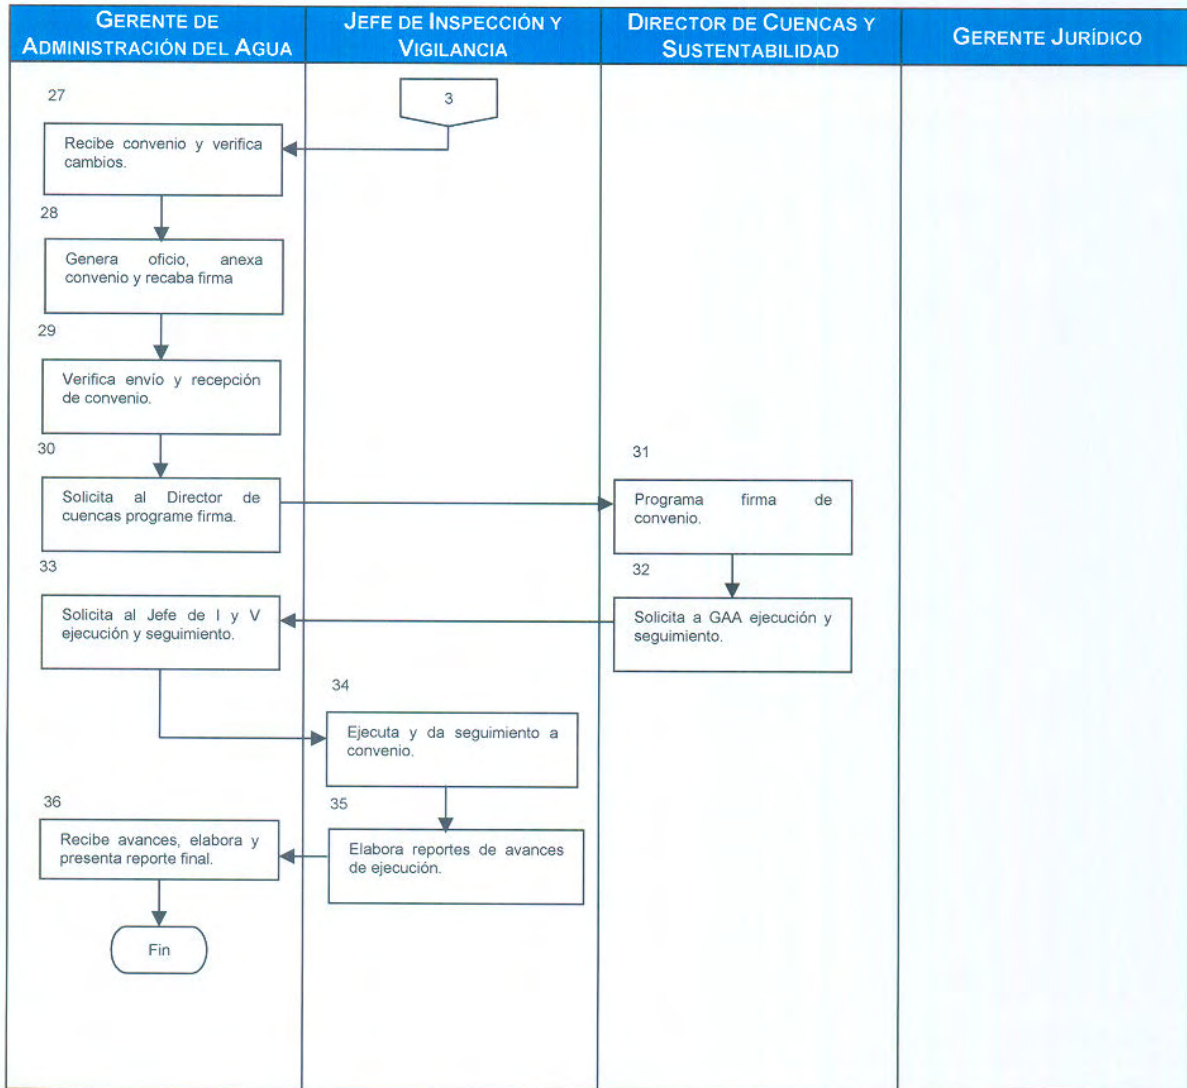 GERENTE DE
ADMINISTRACIÓN DEL AGUA
JEFE DE INSPECCIÓN Y
VIGILANCIA
DIRECTOR DE CUENCAS Y
SUSTENTABILIDAD
GERENTE JURÍDICO
3
27
Recibe convenio y verifica
cambios.
28
Genera oficio, anexa
convenio y recaba firma
29
Verifica envío y recepción
de convenio.
30
Solicita al Director de
cuencas programe firma.
31
Programa firma de
convenio.
32
Solicita a GAA ejecución y
seguimiento.
33
Solicita al Jefe de I y V
ejecución y seguimiento.
34
Ejecuta y da seguimiento a
convenio.
35
Elabora reportes de avances
de ejecución.
36
Recibe avances, elabora y
presenta reporte final.
Fin